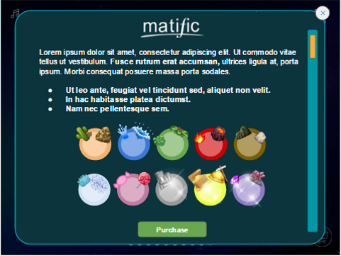 matific
Lorem ipsum dolor sit amet, consectetur adipiscing elit. Ut commodo vitae
tellus ut vestibulum. Fusce rutrum erat accumsan, ultrices ligula at, porta
ipsum. Morbi consequat posuere massa porta sodales.
● Ut leo ante, feugiat vel tincidunt sed, aliquet non velit.
● In hac habitasse platea dictumst.
● Nam nec pellentesque sem.
Purchase